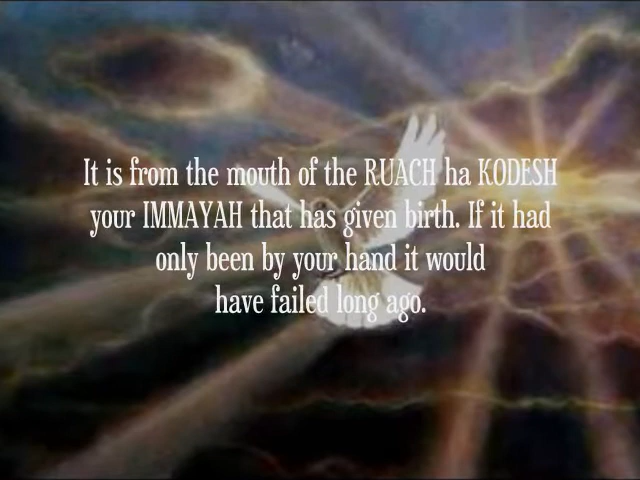 It is from the mouth of the RUACH ha KODESH
your IMMAYAH that has given birth. If it had
only been by your hand it would
have failed long ago.